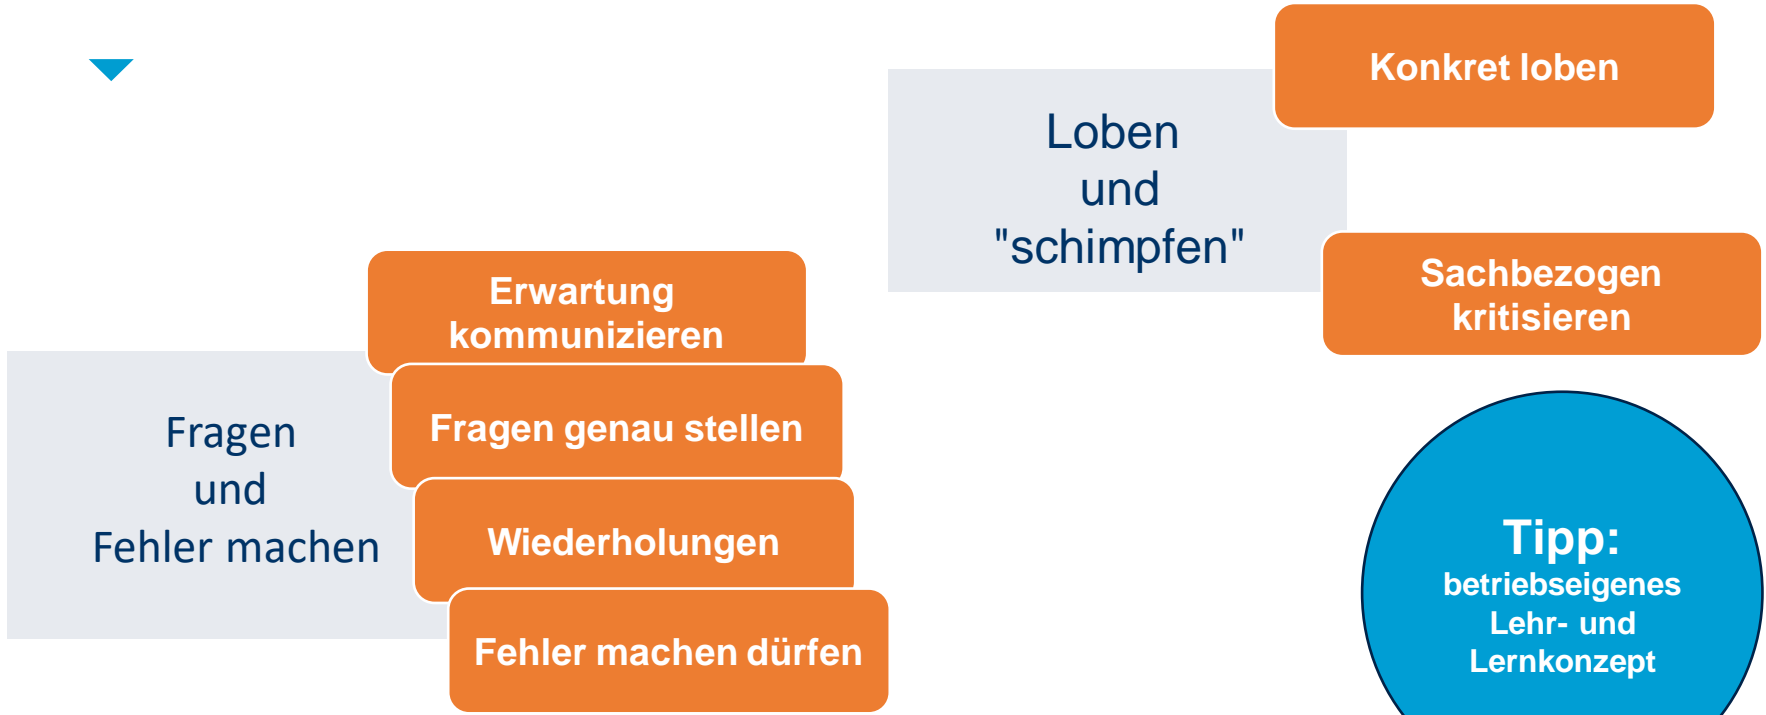 Konkret loben
Loben
und
"schimpfen"
Sachbezogen
kritisieren
Erwartung
kommunizieren
Fragen genau stellen
Wiederholungen
Fehler machen dürfen
Fragen
und
Fehler machen
Tipp:
betriebseigenes
Lehr- und
Lernkonzept